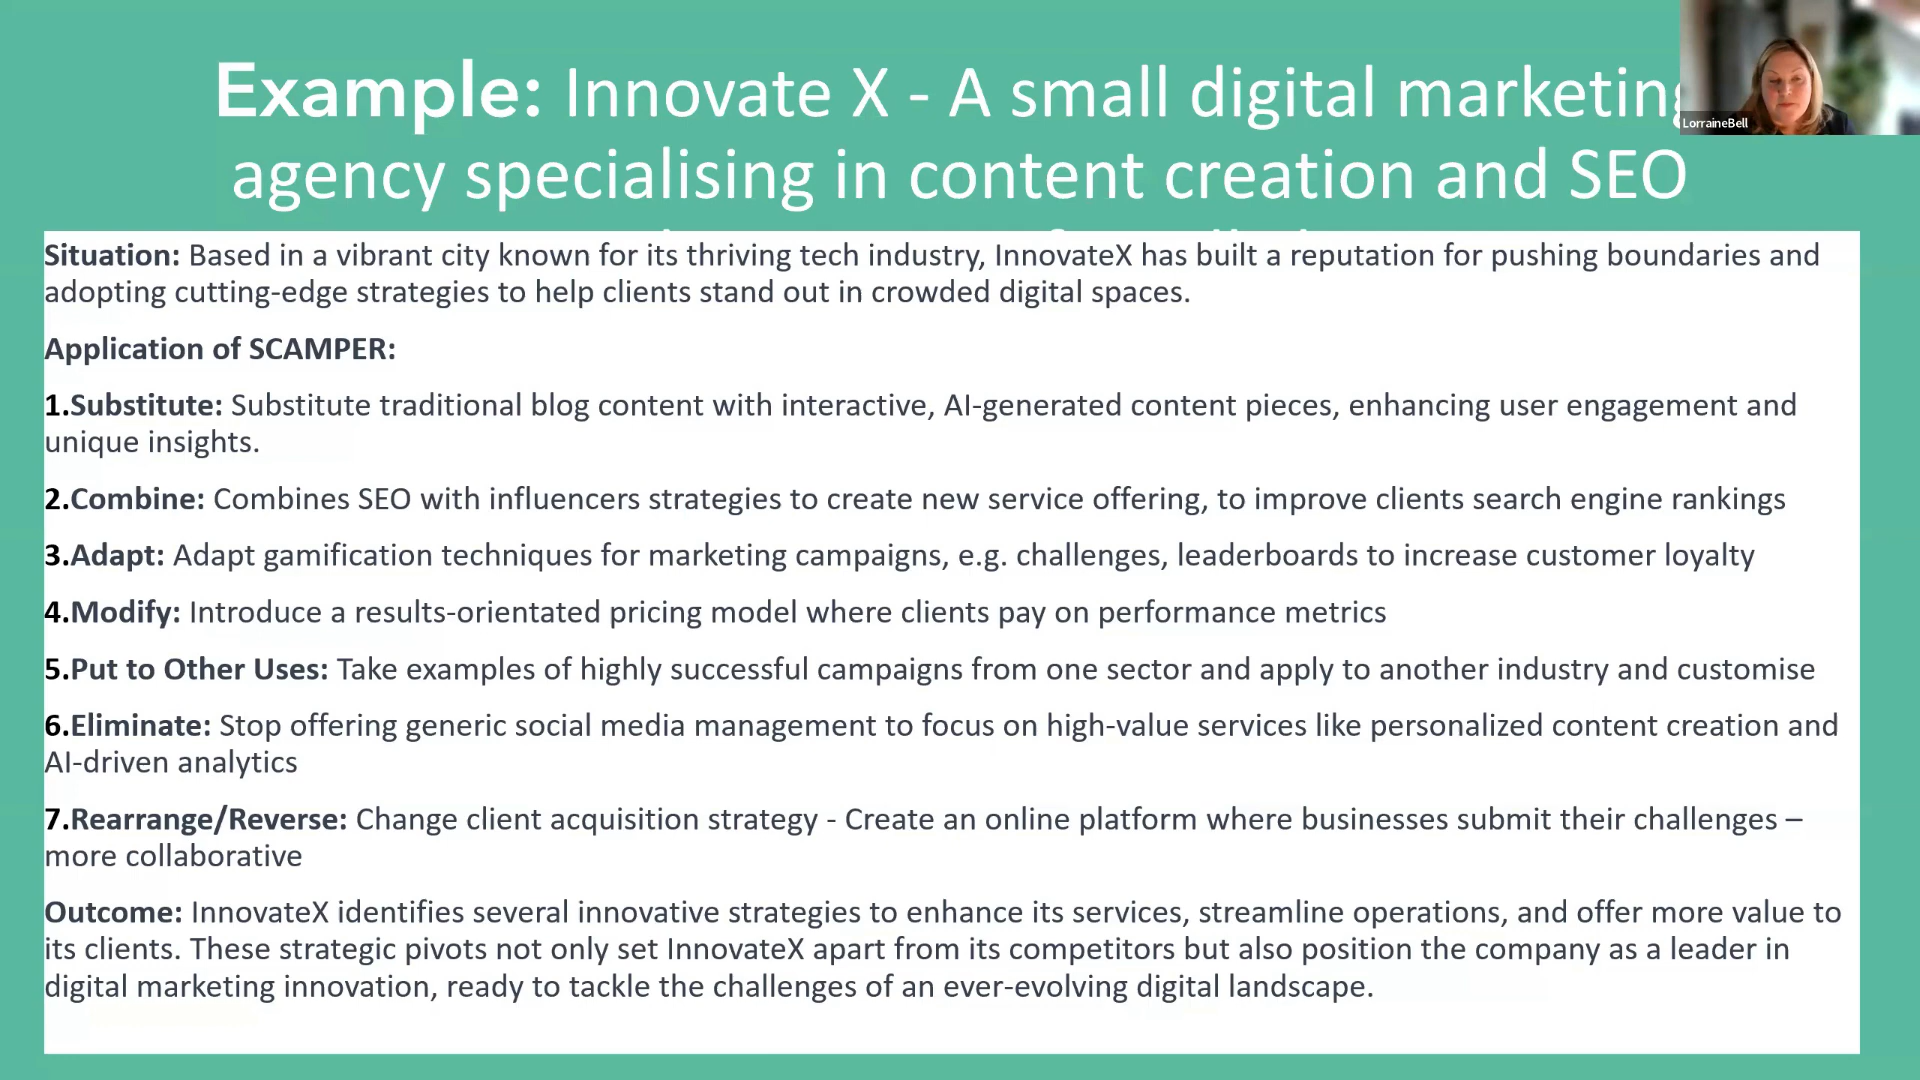 Example: Innovate X - A small digital marketing
LorraineBell
agency specialising in content creation and SEO
Situation: Based in a vibrant city known for its thriving tech industry, InnovateX has built a reputation for pushing boundaries and
adopting cutting-edge strategies to help clients stand out in crowded digital spaces.
Application of SCAMPER:
1.Substitute: Substitute traditional blog content with interactive, AI-generated content pieces, enhancing user engagement and
unique insights.
2.Combine: Combines SEO with influencers strategies to create new service offering, to improve clients search engine rankings
3.Adapt: Adapt gamification techniques for marketing campaigns, e.g. challenges, leaderboards to increase customer loyalty
4.Modify: Introduce a results-orientated pricing model where clients pay on performance metrics
5.Put to Other Uses: Take examples of highly successful campaigns from one sector and apply to another industry and customise
6.Eliminate: Stop offering generic social media management to focus on high-value services like personalized content creation and
AI-driven analytics
7.Rearrange/Reverse: Change client acquisition strategy - Create an online platform where businesses submit their challenges –
more collaborative
Outcome: InnovateX identifies several innovative strategies to enhance its services, streamline operations, and offer more value to
its clients. These strategic pivots not only set InnovateX apart from its competitors but also position the company as a leader in
digital marketing innovation, ready to tackle the challenges of an ever-evolving digital landscape.